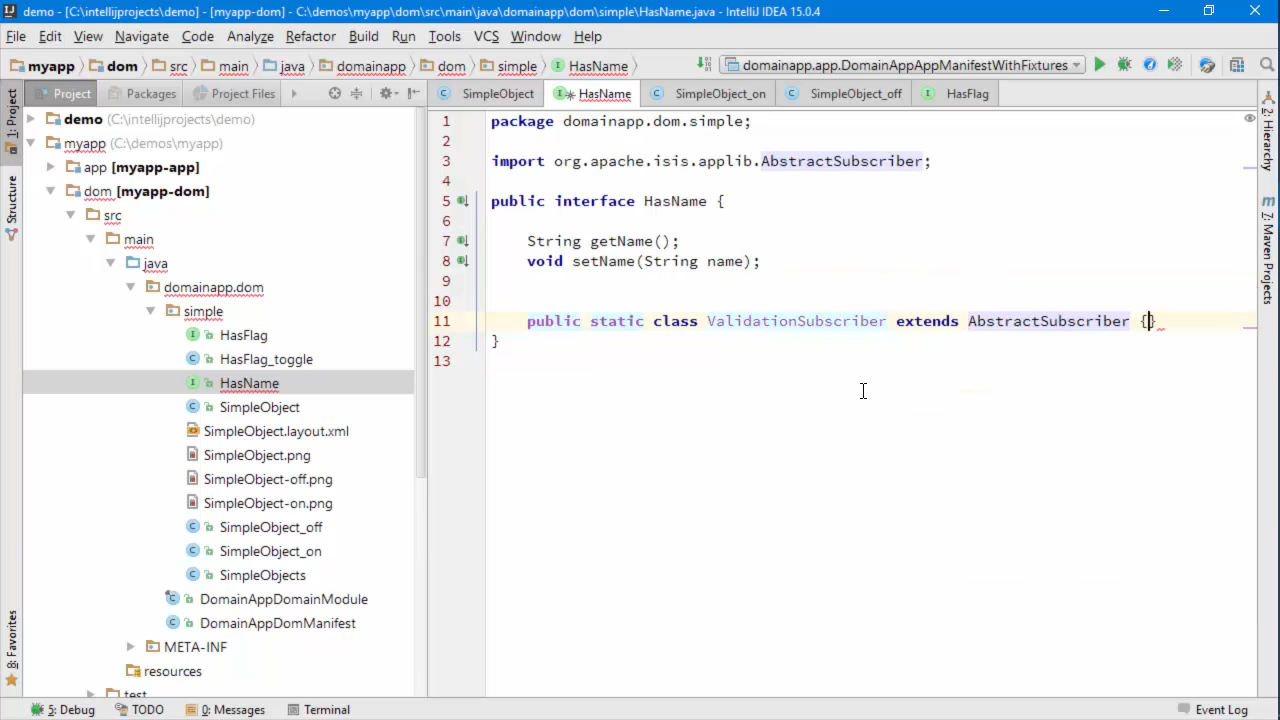 demo - [C:\intellijprojects\demo] - [myapp-dom] - C:\demos\myapp\dom\src\main\java\domainapp\dom\simple\HasName.java - IntelliJ IDEA 15.0.4
File Edit View Navigate Code Analyze Refactor Build Run Tools VCS Window Help
myapp dom src main java domainapp dom simple HasName domainapp.app.DomainAppAppManifestWithFixtures
Project Packages Project Files SimpleObject HasName SimpleObject_on SimpleObject_off HasFlag
1: Project
Structure
8: Favorites
demo (C:\intellijprojects\demo)
myapp (C:\demos\myapp)
app [myapp-app]
dom [myapp-dom]
src
main
java
domainapp.dom
simple
HasFlag
HasFlag_toggle
HasName
SimpleObject
SimpleObject.layout.xml
SimpleObject.png
SimpleObject-off.png
SimpleObject-on.png
SimpleObject_off
SimpleObject_on
SimpleObjects
DomainAppDomainModule
DomainAppDomManifest
META-INF
resources
test
1 package domainapp.dom.simple;
2
3 import org.apache.isis.applib.AbstractSubscriber;
4
5 public interface HasName {
6
7 String getName();
8 void setName(String name);
9
10
11 public static class ValidationSubscriber extends AbstractSubscriber {}
12 }
13
2: Hierarchy
Maven Projects
5: Debug TODO 0: Messages Terminal Event Log